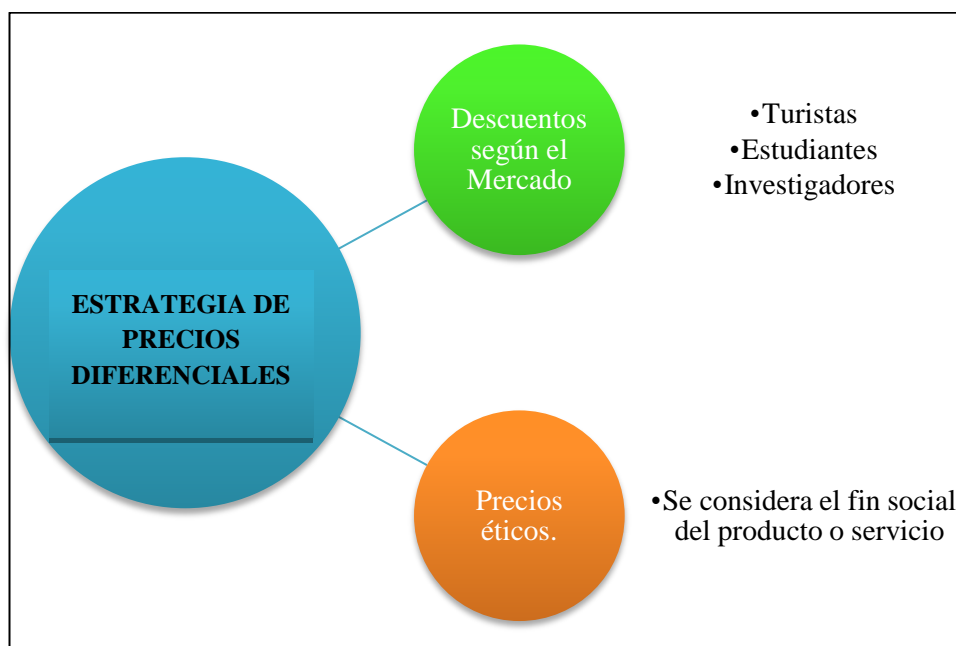 ESTRATEGIA DE
PRECIOS
DIFERENCIALES
Descuentos
según el
Mercado
•Turistas
•Estudiantes
•Investigadores
Precios
éticos.
•Se considera el fin social
del producto o servicio